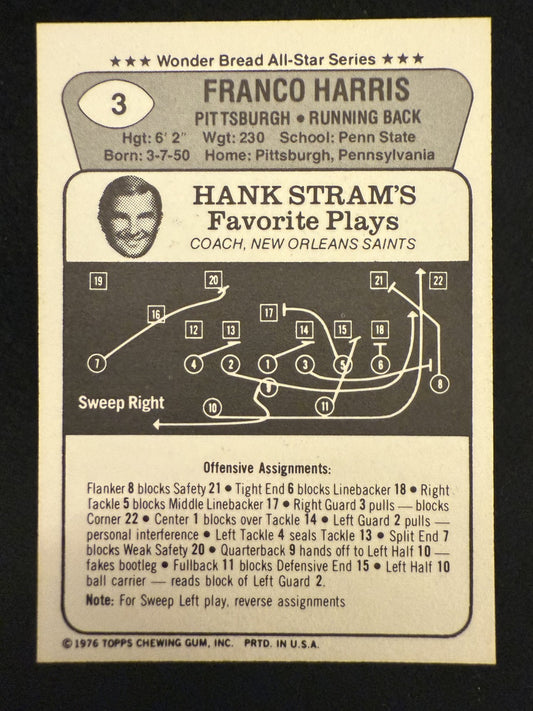 ★★★ Wonder Bread All-Star Series ★★★
3
FRANCO HARRIS
PITTSBURGH • RUNNING BACK
Hgt: 6' 2" Wgt: 230 School: Penn State
Born: 3-7-50 Home: Pittsburgh, Pennsylvania
HANK STRAM'S
Favorite Plays
COACH, NEW ORLEANS SAINTS
19 20 21 22
16 17
12 13 14 15 18
7 4 2 1 3 5 6
9 8
Sweep Right 10 11
Offensive Assignments:
Flanker 8 blocks Safety 21 • Tight End 6 blocks Linebacker 18 • Right
Tackle 5 blocks Middle Linebacker 17 • Right Guard 3 pulls — blocks
Corner 22 • Center 1 blocks over Tackle 14 • Left Guard 2 pulls —
personal interference • Left Tackle 4 seals Tackle 13 • Split End 7
blocks Weak Safety 20 • Quarterback 9 hands off to Left Half 10 —
fakes bootleg • Fullback 11 blocks Defensive End 15 • Left Half 10
ball carrier — reads block of Left Guard 2.
Note: For Sweep Left play, reverse assignments
© 1976 TOPPS CHEWING GUM, INC. PRTD. IN U.S.A.